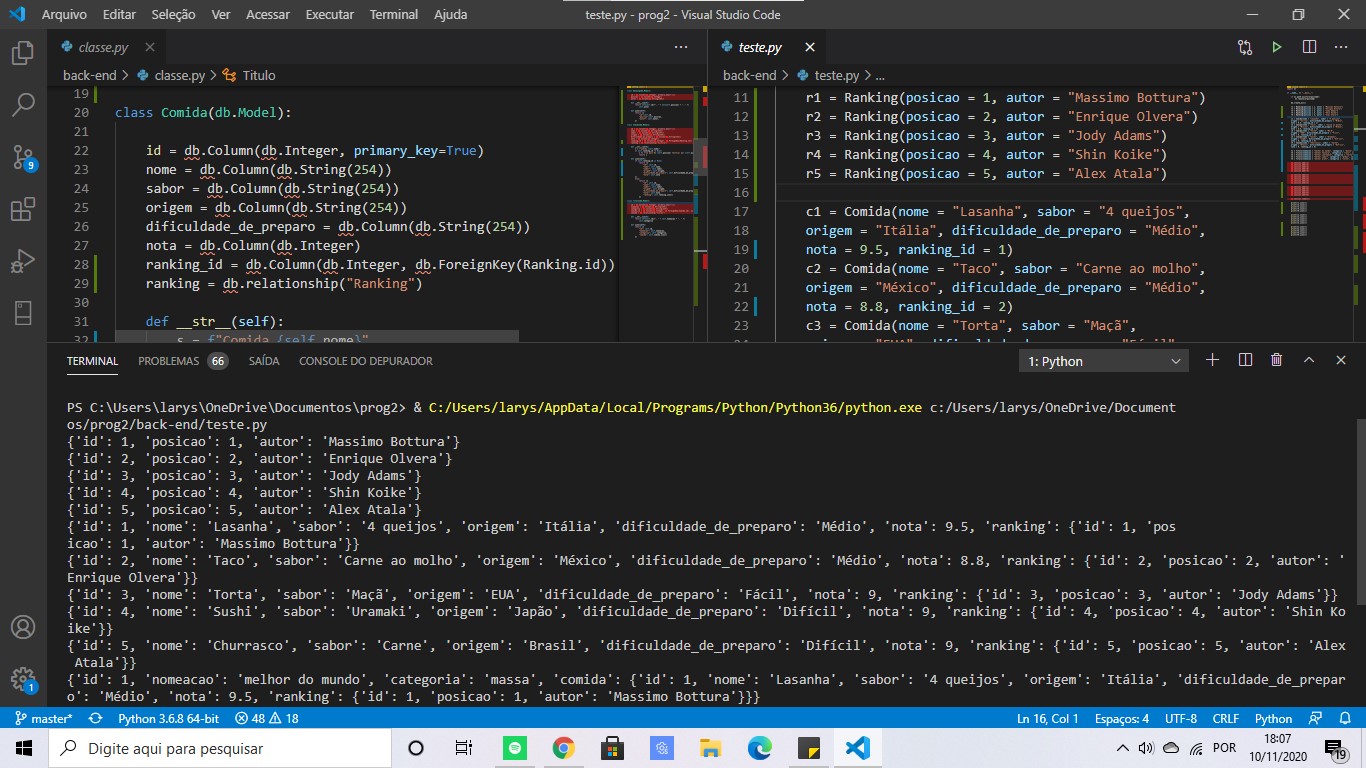 Arquivo Editar Seleção Ver Acessar Executar Terminal Ajuda teste.py - prog2 - Visual Studio Code
classe.py
back-end > classe.py > Titulo
19
20 class Comida(db.Model):
21
22 id = db.Column(db.Integer, primary_key=True)
23 nome = db.Column(db.String(254))
24 sabor = db.Column(db.String(254))
25 origem = db.Column(db.String(254))
26 dificuldade_de_preparo = db.Column(db.String(254))
27 nota = db.Column(db.Integer)
28 ranking_id = db.Column(db.Integer, db.ForeignKey(Ranking.id))
29 ranking = db.relationship("Ranking")
30
31 def __str__(self):
32 s = f"Comida {self.nome}"
teste.py
back-end > teste.py > ...
11 r1 = Ranking(posicao = 1, autor = "Massimo Bottura")
12 r2 = Ranking(posicao = 2, autor = "Enrique Olvera")
13 r3 = Ranking(posicao = 3, autor = "Jody Adams")
14 r4 = Ranking(posicao = 4, autor = "Shin Koike")
15 r5 = Ranking(posicao = 5, autor = "Alex Atala")
16
17 c1 = Comida(nome = "Lasanha", sabor = "4 queijos",
18 origem = "Itália", dificuldade_de_preparo = "Médio",
19 nota = 9.5, ranking_id = 1)
20 c2 = Comida(nome = "Taco", sabor = "Carne ao molho",
21 origem = "México", dificuldade_de_preparo = "Médio",
22 nota = 8.8, ranking_id = 2)
23 c3 = Comida(nome = "Torta", sabor = "Maçã",
TERMINAL PROBLEMAS 66 SAÍDA CONSOLE DO DEPURADOR 1: Python
PS C:\Users\larys\OneDrive\Documentos\prog2> & C:/Users/larys/AppData/Local/Programs/Python/Python36/python.exe c:/Users/larys/OneDrive/Document
os/prog2/back-end/teste.py
{'id': 1, 'posicao': 1, 'autor': 'Massimo Bottura'}
{'id': 2, 'posicao': 2, 'autor': 'Enrique Olvera'}
{'id': 3, 'posicao': 3, 'autor': 'Jody Adams'}
{'id': 4, 'posicao': 4, 'autor': 'Shin Koike'}
{'id': 5, 'posicao': 5, 'autor': 'Alex Atala'}
{'id': 1, 'nome': 'Lasanha', 'sabor': '4 queijos', 'origem': 'Itália', 'dificuldade_de_preparo': 'Médio', 'nota': 9.5, 'ranking': {'id': 1, 'pos
icao': 1, 'autor': 'Massimo Bottura'}}
{'id': 2, 'nome': 'Taco', 'sabor': 'Carne ao molho', 'origem': 'México', 'dificuldade_de_preparo': 'Médio', 'nota': 8.8, 'ranking': {'id': 2, 'posicao': 2, 'autor': '
Enrique Olvera'}}
{'id': 3, 'nome': 'Torta', 'sabor': 'Maçã', 'origem': 'EUA', 'dificuldade_de_preparo': 'Fácil', 'nota': 9, 'ranking': {'id': 3, 'posicao': 3, 'autor': 'Jody Adams'}}
{'id': 4, 'nome': 'Sushi', 'sabor': 'Uramaki', 'origem': 'Japão', 'dificuldade_de_preparo': 'Difícil', 'nota': 9, 'ranking': {'id': 4, 'posicao': 4, 'autor': 'Shin Ko
ike'}}
{'id': 5, 'nome': 'Churrasco', 'sabor': 'Carne', 'origem': 'Brasil', 'dificuldade_de_preparo': 'Difícil', 'nota': 9, 'ranking': {'id': 5, 'posicao': 5, 'autor': 'Alex
Atala'}}
{'id': 1, 'nomeacao': 'melhor do mundo', 'categoria': 'massa', 'comida': {'id': 1, 'nome': 'Lasanha', 'sabor': '4 queijos', 'origem': 'Itália', 'dificuldade_de_prepar
o': 'Médio', 'nota': 9.5, 'ranking': {'id': 1, 'posicao': 1, 'autor': 'Massimo Bottura'}}}
9
1
master* Python 3.6.8 64-bit 48 18 Ln 16, Col 1 Espaços: 4 UTF-8 CRLF Python
Digite aqui para pesquisar
POR 18:07
10/11/2020 19